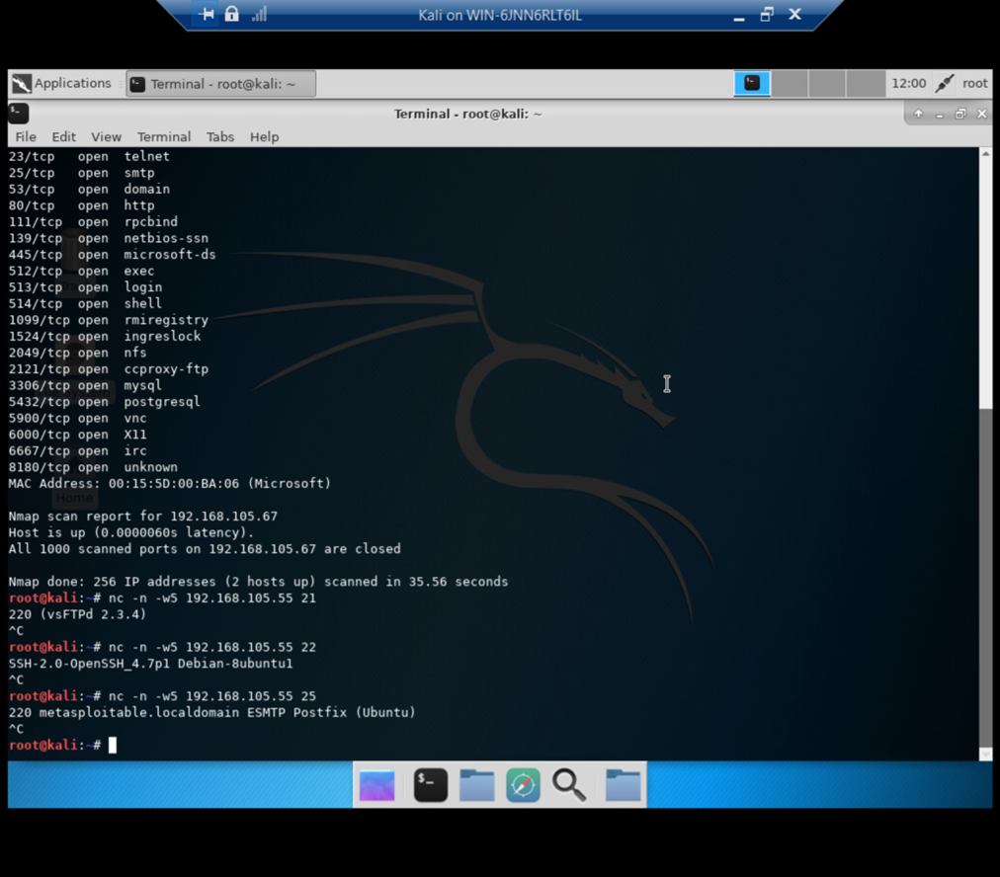 Kali on WIN-6JNN6RLT6IL
Applications
Terminal - root@kali: ~
12:00
root
Terminal - root@kali: ~
File Edit View Terminal Tabs Help
23/tcp   open  telnet
25/tcp   open  smtp
53/tcp   open  domain
80/tcp   open  http
111/tcp  open  rpcbind
139/tcp  open  netbios-ssn
445/tcp  open  microsoft-ds
512/tcp  open  exec
513/tcp  open  login
514/tcp  open  shell
1099/tcp open  rmiregistry
1524/tcp open  ingreslock
2049/tcp open  nfs
2121/tcp open  ccproxy-ftp
3306/tcp open  mysql
5432/tcp open  postgresql
5900/tcp open  vnc
6000/tcp open  X11
6667/tcp open  irc
8180/tcp open  unknown
MAC Address: 00:15:5D:00:BA:06 (Microsoft)
Home
Nmap scan report for 192.168.105.67
Host is up (0.0000060s latency).
All 1000 scanned ports on 192.168.105.67 are closed
Nmap done: 256 IP addresses (2 hosts up) scanned in 35.56 seconds
root@kali:~# nc -n -w5 192.168.105.55 21
220 (vsFTPd 2.3.4)
^C
root@kali:~# nc -n -w5 192.168.105.55 22
SSH-2.0-OpenSSH_4.7p1 Debian-8ubuntu1
^C
root@kali:~# nc -n -w5 192.168.105.55 25
220 metasploitable.localdomain ESMTP Postfix (Ubuntu)
^C
root@kali:~#